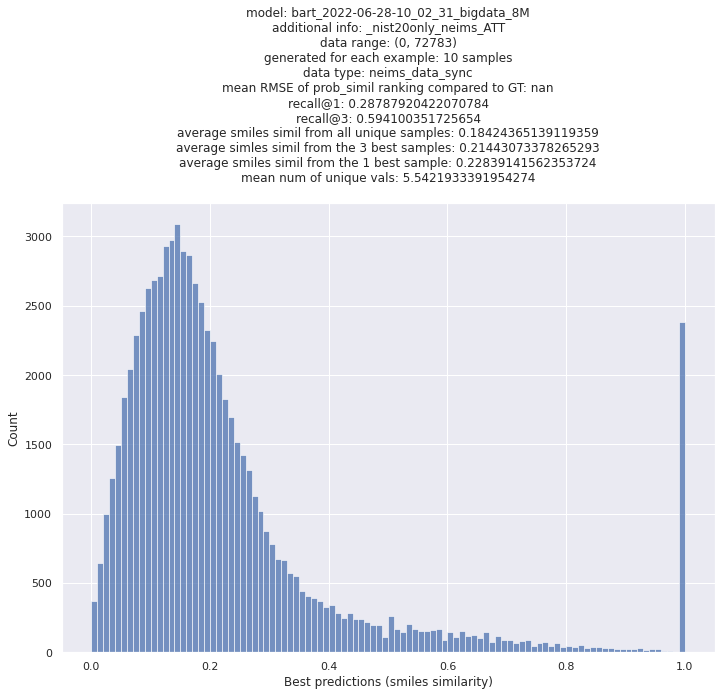 model: bart_2022-06-28-10_02_31_bigdata_8M
additional info: _nist20only_neims_ATT
data range: (0, 72783)
generated for each example: 10 samples
data type: neims_data_sync
mean RMSE of prob_simil ranking compared to GT: nan
recall@1: 0.28787920422070784
recall@3: 0.594100351725654
average smiles simil from all unique samples: 0.18424365139119359
average simles simil from the 3 best samples: 0.21443073378265293
average smiles simil from the 1 best sample: 0.22839141562353724
mean num of unique vals: 5.5421933391954274
3000
2500
2000
1500
1000
500
0
Count
0.0 0.2 0.4 0.6 0.8 1.0
Best predictions (smiles similarity)